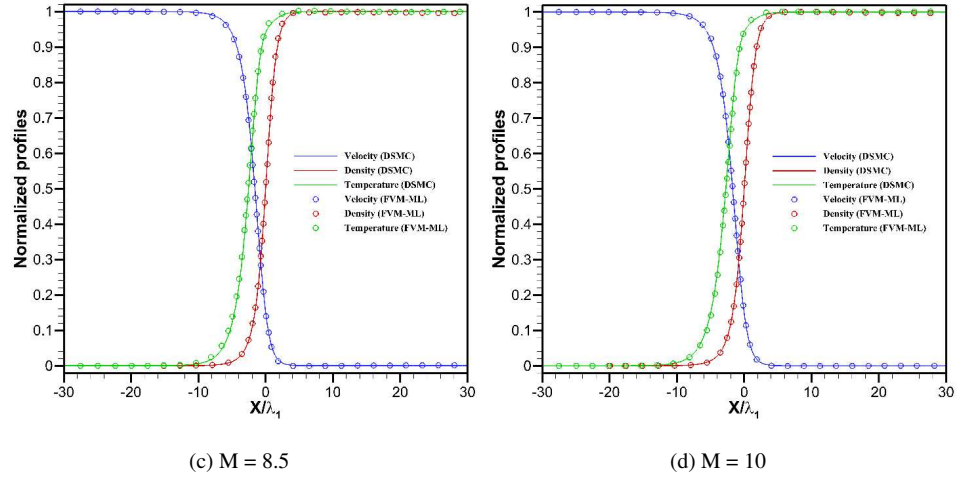 1
0.9
0.8
0.7
0.6
0.5
0.4
0.3
0.2
0.1
0
Normalized profiles
Velocity (DSMC)
Density (DSMC)
Temperature (DSMC)
Velocity (FVM-ML)
Density (FVM-ML)
Temperature (FVM-ML)
-30 -20 -10 0 10 20 30
X/λ₁
(c) M = 8.5
1
0.9
0.8
0.7
0.6
0.5
0.4
0.3
0.2
0.1
0
Normalized profiles
Velocity (DSMC)
Density (DSMC)
Temperature (DSMC)
Velocity (FVM-ML)
Density (FVM-ML)
Temperature (FVM-ML)
-30 -20 -10 0 10 20 30
X/λ₁
(d) M = 10